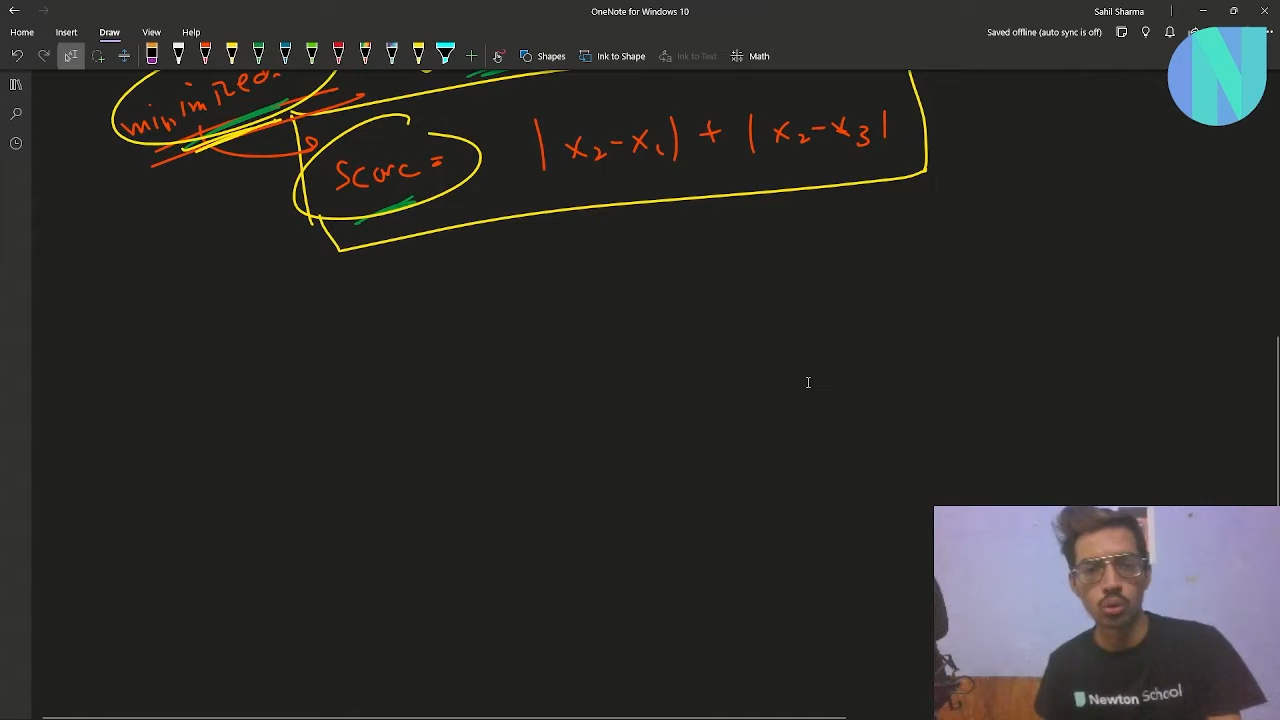 OneNote for Windows 10
Sahil Sharma
Home Insert Draw View Help
Saved offline (auto sync is off)
Shapes Ink to Shape Ink to Text Math
minimized.
Score = |x2-x1| + |x2-x3|
N
Newton School